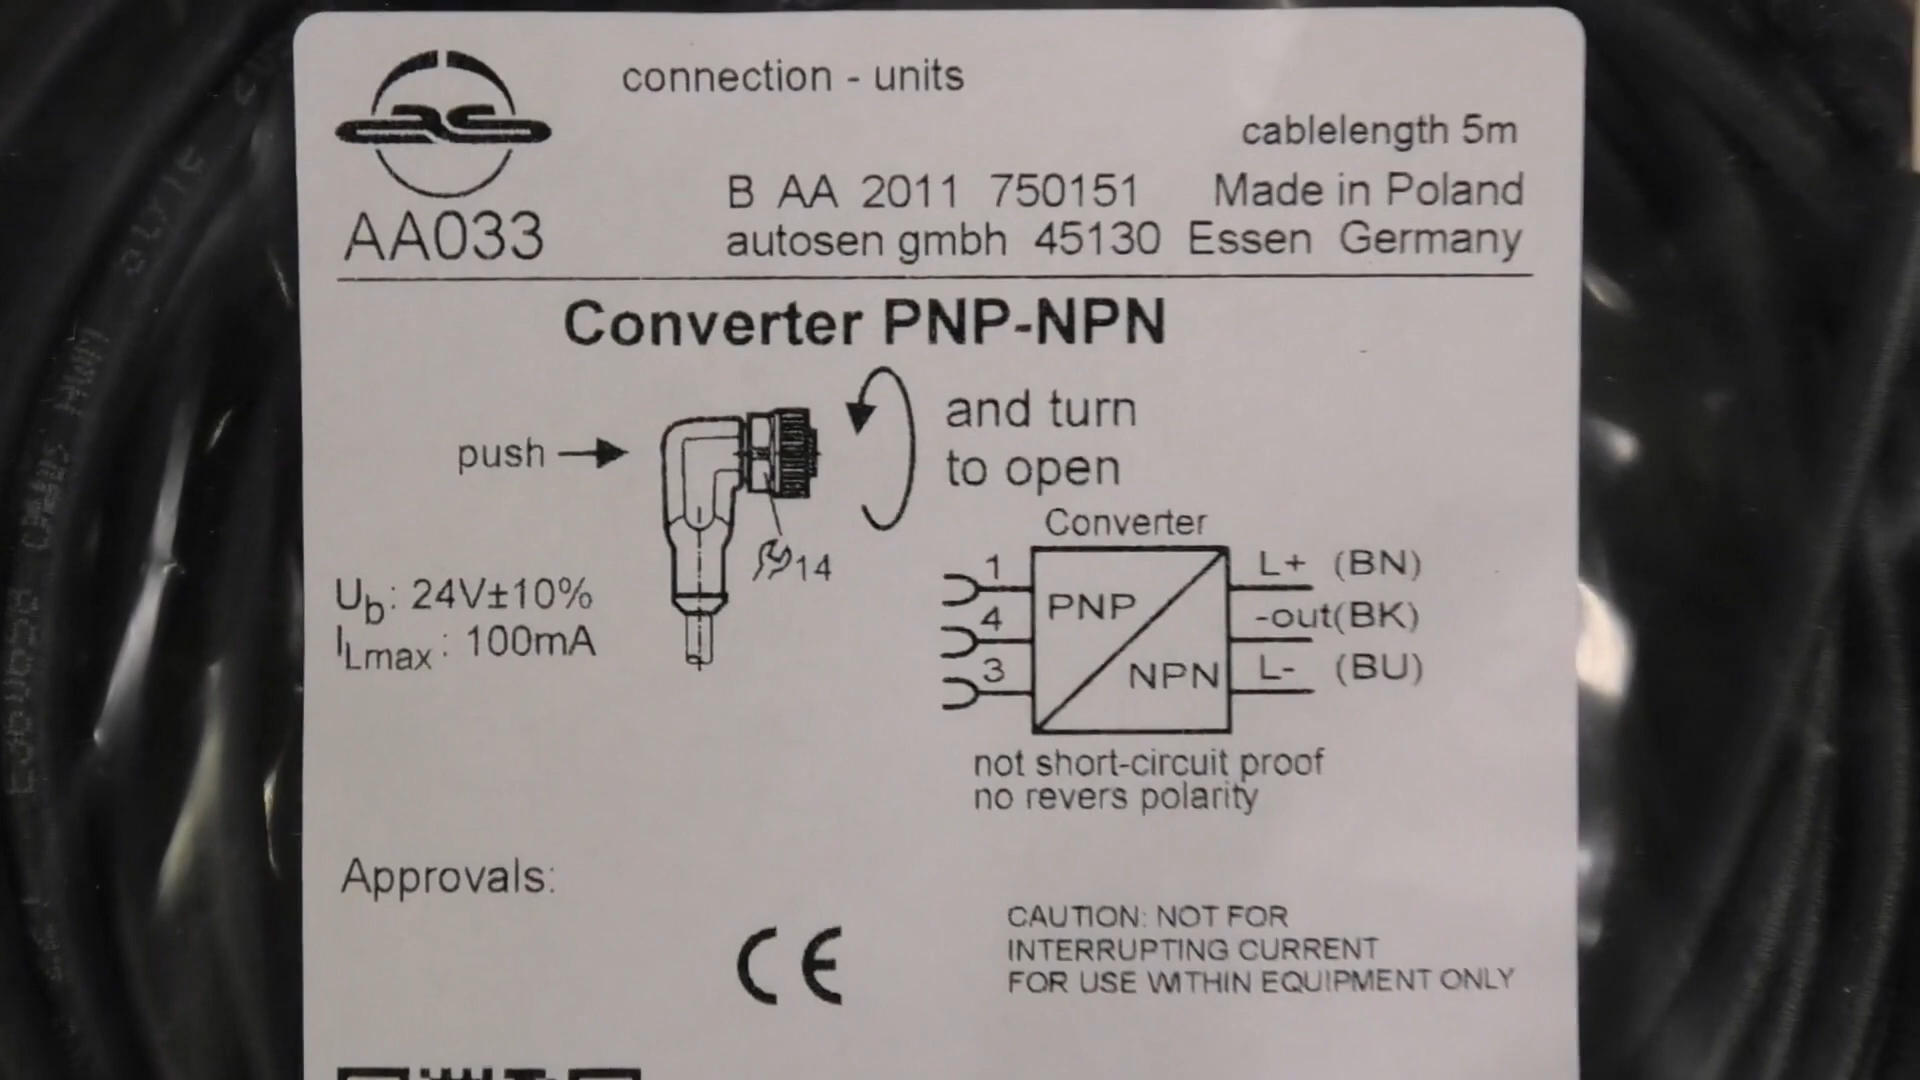 connection - units
cablelength 5m
B AA 2011 750151 Made in Poland
AA033
autosen gmbh 45130 Essen Germany
Converter PNP-NPN
push
and turn
to open
14
Ub: 24V±10%
ILmax: 100mA
Converter
1
4
3
PNP
NPN
L+ (BN)
-out(BK)
L- (BU)
not short-circuit proof
no revers polarity
Approvals:
CE
CAUTION: NOT FOR
INTERRUPTING CURRENT
FOR USE WITHIN EQUIPMENT ONLY